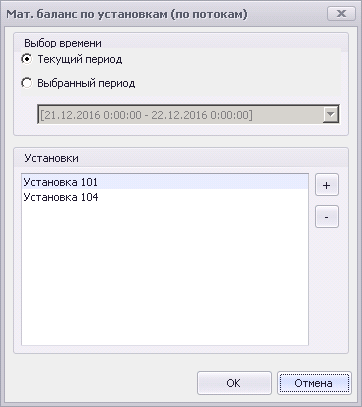 Мат. баланс по установкам (по потокам)
Выбор времени
Текущий период
Выбранный период
[21.12.2016 0:00:00 - 22.12.2016 0:00:00]
Установки
Установка 101
Установка 104
+
-
OK
Отмена